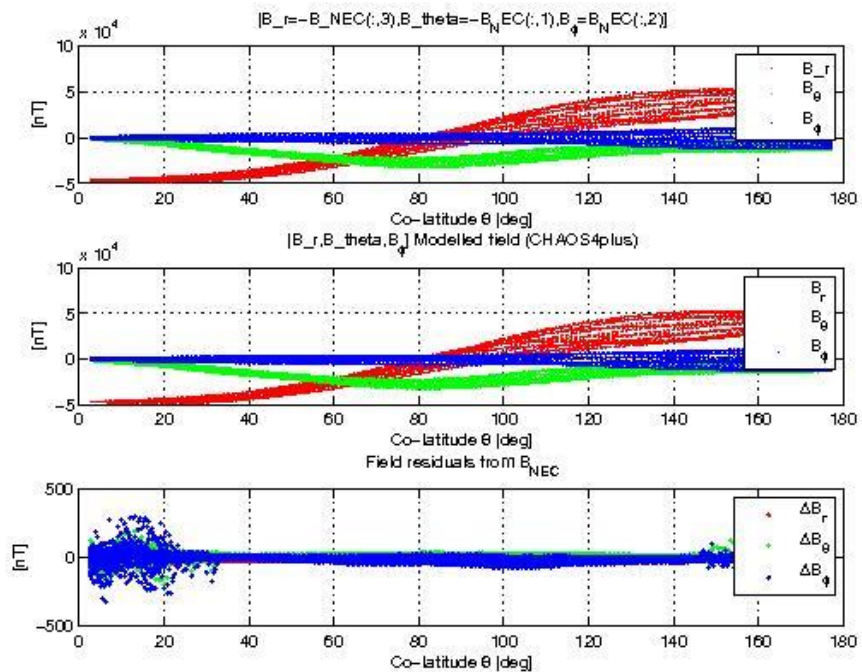 [B_r=-B_NEC(:,3),B_theta=-B_NEC(:,1),B_ϕ=B_NEC(:,2)]
x 10^4
10
5
0
-5
[nT]
B_r
B_θ
B_ϕ
0 20 40 60 80 100 120 140 160 180
Co-latitude θ [deg]
[B_r,B_theta,B_ϕ] Modelled field (CHAOS4plus)
x 10^4
10
5
0
-5
[nT]
B_r
B_θ
B_ϕ
0 20 40 60 80 100 120 140 160 180
Co-latitude θ [deg]
Field residuals from B_NEC
500
0
-500
[nT]
ΔB_r
ΔB_θ
ΔB_ϕ
0 20 40 60 80 100 120 140 160 180
Co-latitude θ [deg]